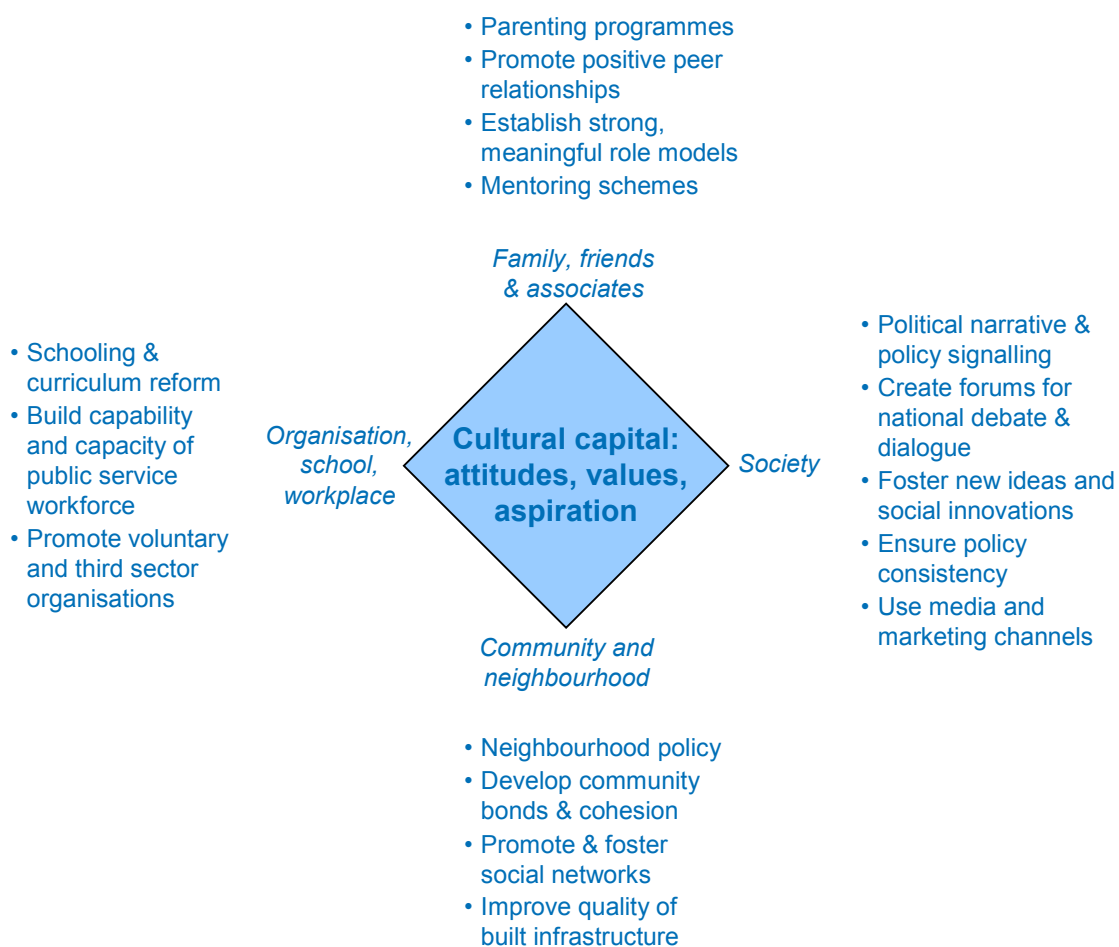 • Parenting programmes
• Promote positive peer
relationships
• Establish strong,
meaningful role models
• Mentoring schemes
Family, friends
& associates
• Schooling &
curriculum reform
• Build capability
and capacity of
public service
workforce
• Promote voluntary
and third sector
organisations
Organisation,
school,
workplace
Cultural capital:
attitudes, values,
aspiration
Society
• Political narrative &
policy signalling
• Create forums for
national debate &
dialogue
• Foster new ideas and
social innovations
• Ensure policy
consistency
• Use media and
marketing channels
Community and
neighbourhood
• Neighbourhood policy
• Develop community
bonds & cohesion
• Promote & foster
social networks
• Improve quality of
built infrastructure